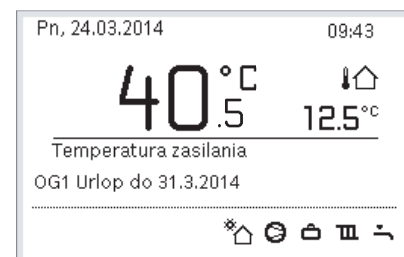 Pn, 24.03.2014 09:43
40.5 °C
12.5°C
Temperatura zasilania
OG1 Urlop do 31.3.2014